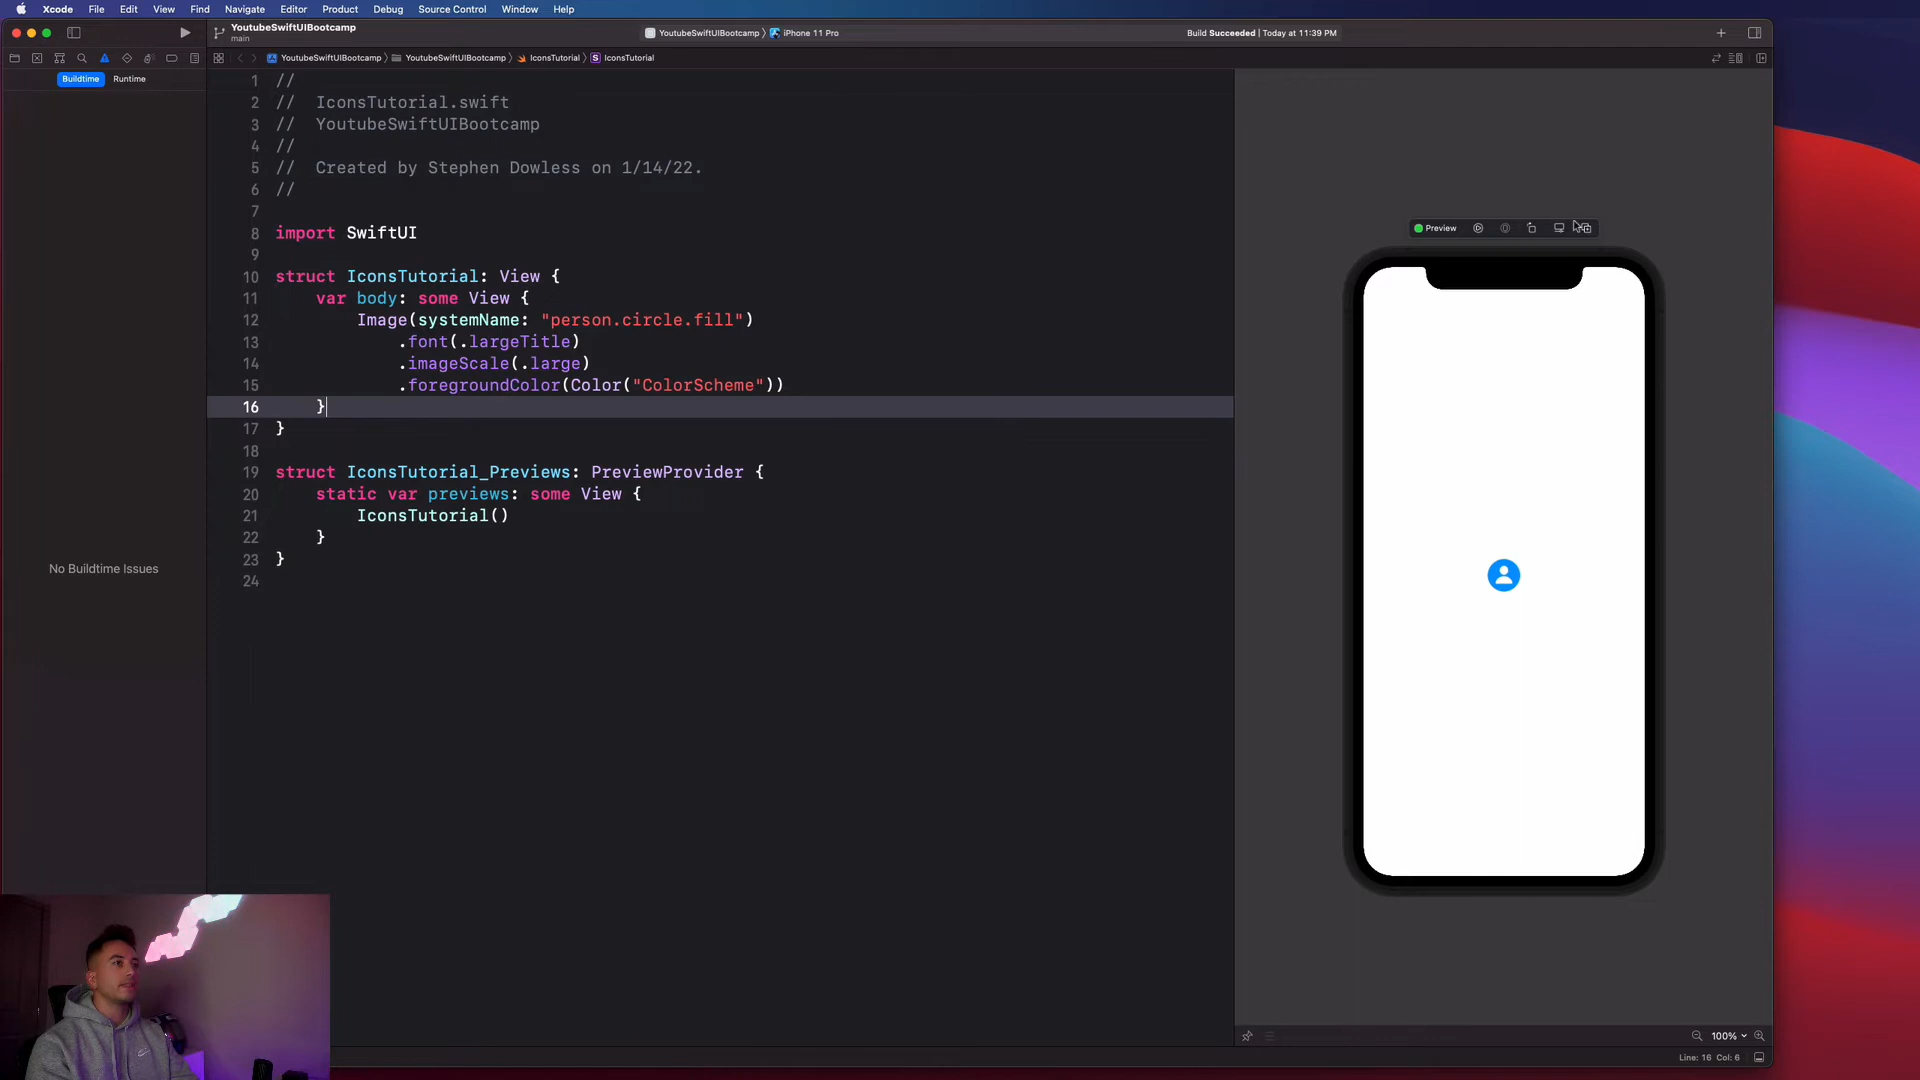 Xcode File Edit View Find Navigate Editor Product Debug Source Control Window Help
YoutubeSwiftUIBootcamp
main
YoutubeSwiftUIBootcamp 〉 iPhone 11 Pro
Build Succeeded | Today at 11:39 PM
YoutubeSwiftUIBootcamp 〉 YoutubeSwiftUIBootcamp 〉 IconsTutorial 〉 S IconsTutorial
Buildtime Runtime
No Buildtime Issues
1 //
2 //  IconsTutorial.swift
3 //  YoutubeSwiftUIBootcamp
4 //
5 //  Created by Stephen Dowless on 1/14/22.
6 //
7
8 import SwiftUI
9
10 struct IconsTutorial: View {
11     var body: some View {
12         Image(systemName: "person.circle.fill")
13             .font(.largeTitle)
14             .imageScale(.large)
15             .foregroundColor(Color("ColorScheme"))
16     }
17 }
18
19 struct IconsTutorial_Previews: PreviewProvider {
20     static var previews: some View {
21         IconsTutorial()
22     }
23 }
24
Preview
100%
Line: 16 Col: 6